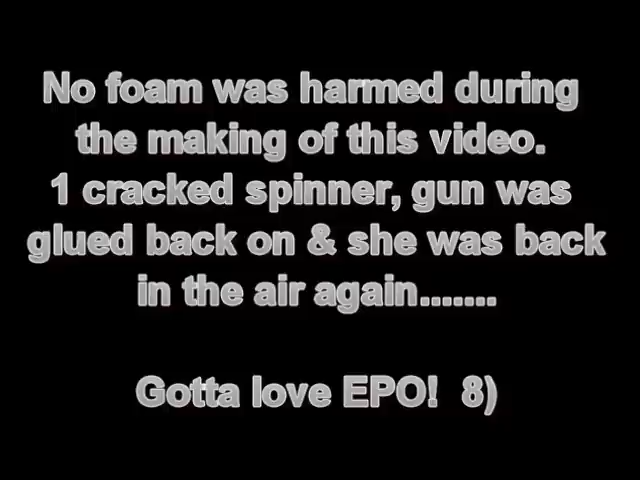 No foam was harmed during
the making of this video.
1 cracked spinner, gun was
glued back on & she was back
in the air again.......
Gotta love EPO!  8)